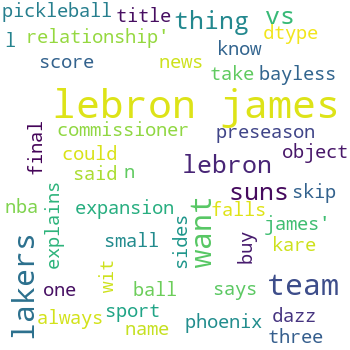 pickleball title thing vs
l relationship' know dtype
score news take bayless
lebron james
final commissioner preseason
could lebron object
said n
explains want suns skip
nba expansion falls
lakers small sides buy james'
kare
wit team
one ball says
always sport phoenix dazz
name three